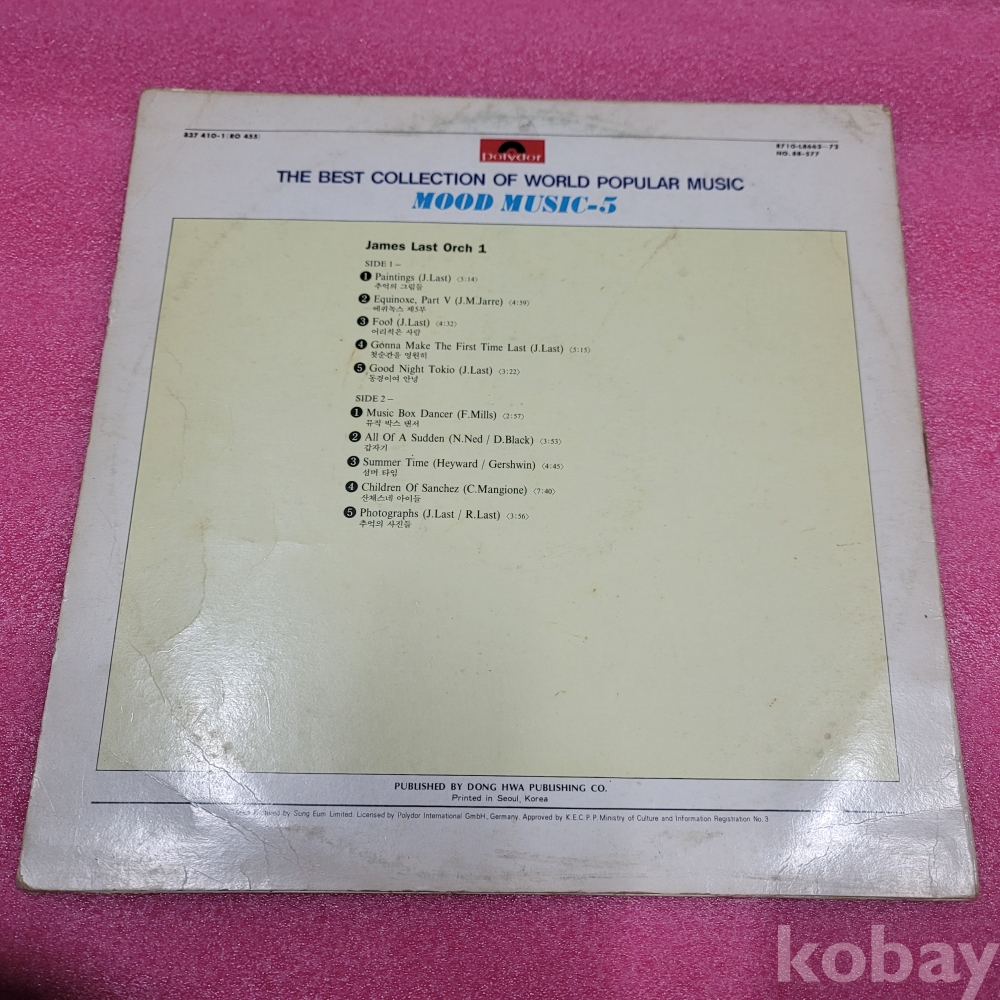 837 410-1(RO 455)
8710-L8663~72
NO. 88-577
polydor
THE BEST COLLECTION OF WORLD POPULAR MUSIC
MOOD MUSIC-5
James Last Orch 1
SIDE 1 –
❶ Paintings (J.Last) 〈3:14〉
추억의 그림들
❷ Equinoxe, Part V (J.M.Jarre) 〈4:39〉
에퀴녹스 제5부
❸ Fool (J.Last) 〈4:32〉
어리석은 사람
❹ Gonna Make The First Time Last (J.Last) 〈5:15〉
첫순간을 영원히
❺ Good Night Tokio (J.Last) 〈3:22〉
동경이여 안녕
SIDE 2 –
❶ Music Box Dancer (F.Mills) 〈2:57〉
뮤직 박스 댄서
❷ All Of A Sudden (N.Ned / D.Black) 〈3:53〉
갑자기
❸ Summer Time (Heyward / Gershwin) 〈4:45〉
섬머 타임
❹ Children Of Sanchez (C.Mangione) 〈7:40〉
산체스네 아이들
❺ Photographs (J.Last / R.Last) 〈3:56〉
추억의 사진들
PUBLISHED BY DONG HWA PUBLISHING CO.
Printed in Seoul, Korea
by Sung Eum Limited. Licensed by Polydor International GmbH, Germany. Approved by K.E.C.P.P. Ministry of Culture and Information Registration No. 3
kobay